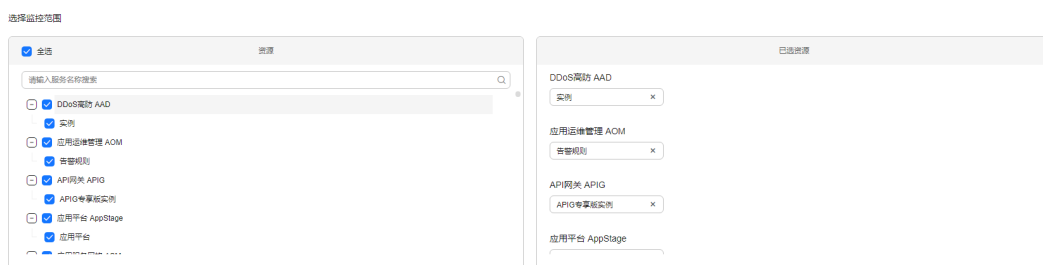 选择监控范围
全选
资源
请输入服务名称搜索
DDoS高防 AAD
实例
应用运维管理 AOM
告警规则
API网关 APIG
APIG专享版实例
应用平台 AppStage
应用平台
已选资源
DDoS高防 AAD
实例
应用运维管理 AOM
告警规则
API网关 APIG
APIG专享版实例
应用平台 AppStage